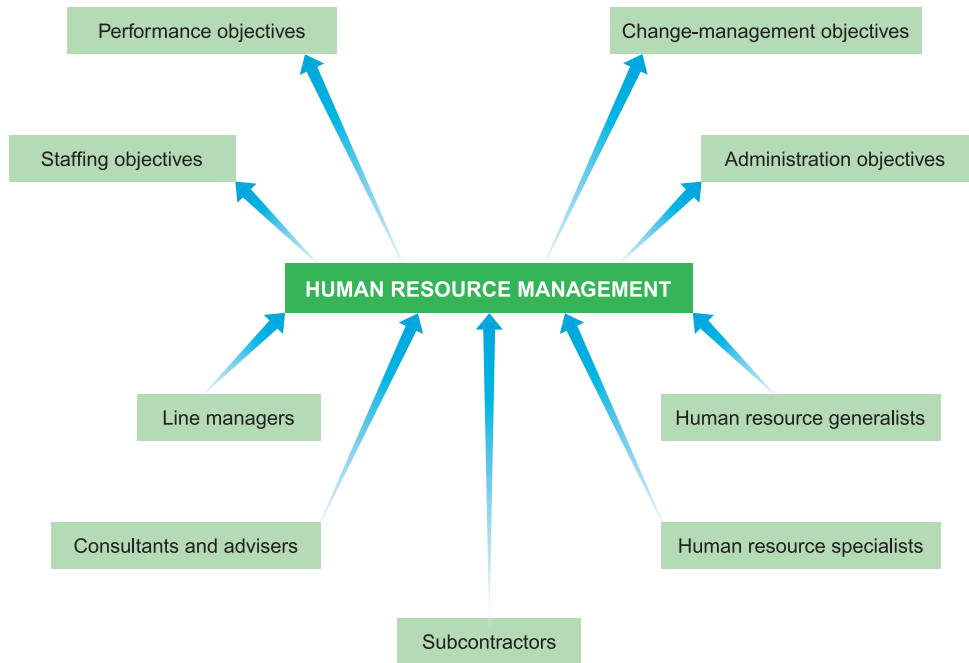 Performance objectives
Change-management objectives
Staffing objectives
Administration objectives
HUMAN RESOURCE MANAGEMENT
Line managers
Human resource generalists
Consultants and advisers
Human resource specialists
Subcontractors